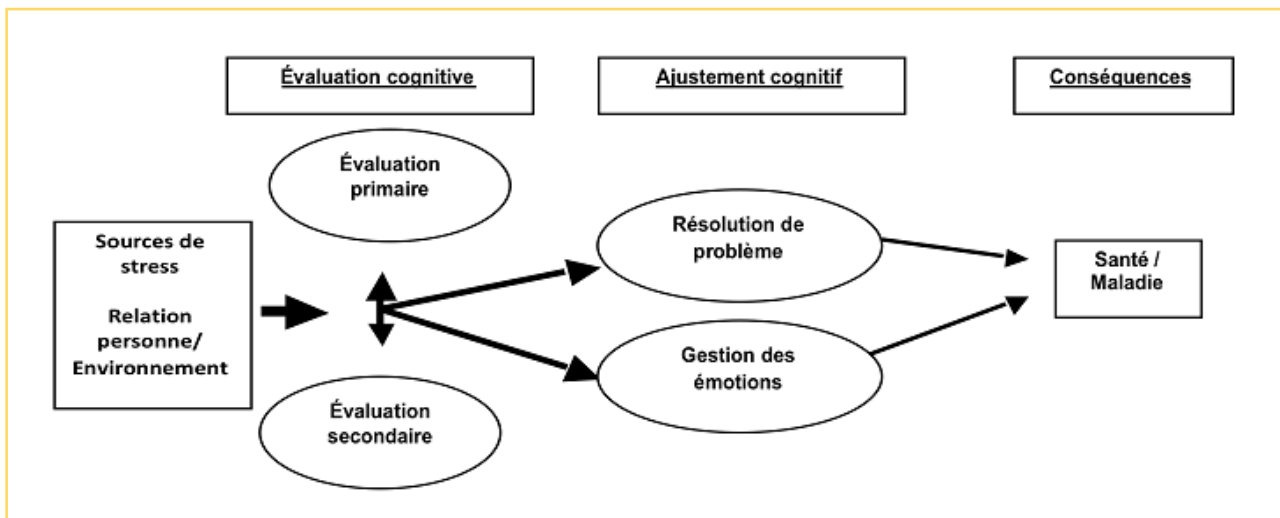 Évaluation cognitive
Ajustement cognitif
Conséquences
Évaluation
primaire
Sources de
stress
Relation
personne/
Environnement
Résolution de
problème
Santé /
Maladie
Gestion des
émotions
Évaluation
secondaire